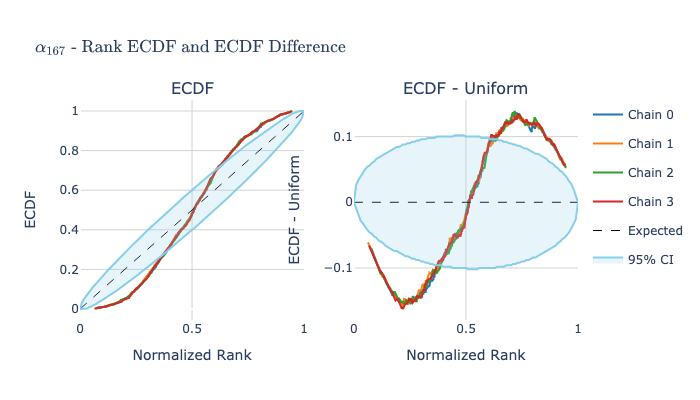 α₁₆₇ - Rank ECDF and ECDF Difference
ECDF
ECDF - Uniform
ECDF
1
0.8
0.6
0.4
0.2
0
0
0.5
1
Normalized Rank
ECDF - Uniform
0.1
0
−0.1
0
0.5
1
Normalized Rank
Chain 0
Chain 1
Chain 2
Chain 3
Expected
95% CI